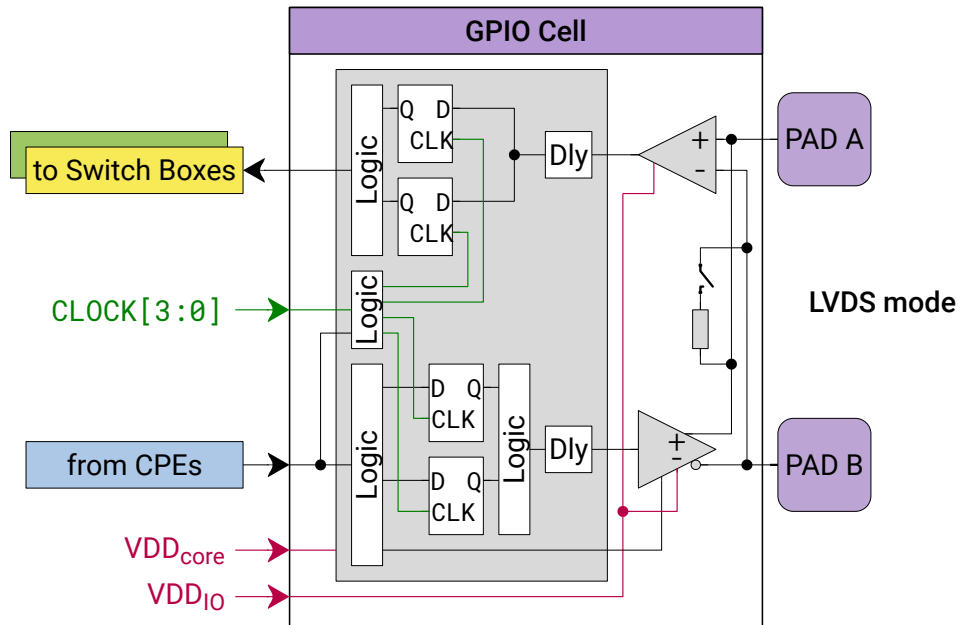 GPIO Cell
Logic
Q D
CLK
Q D
CLK
Dly
+
-
PAD A
to Switch Boxes
CLOCK[3:0]
Logic
LVDS mode
from CPEs
Logic
D Q
CLK
D Q
CLK
Logic
Dly
+
-
PAD B
VDDcore
VDDIO